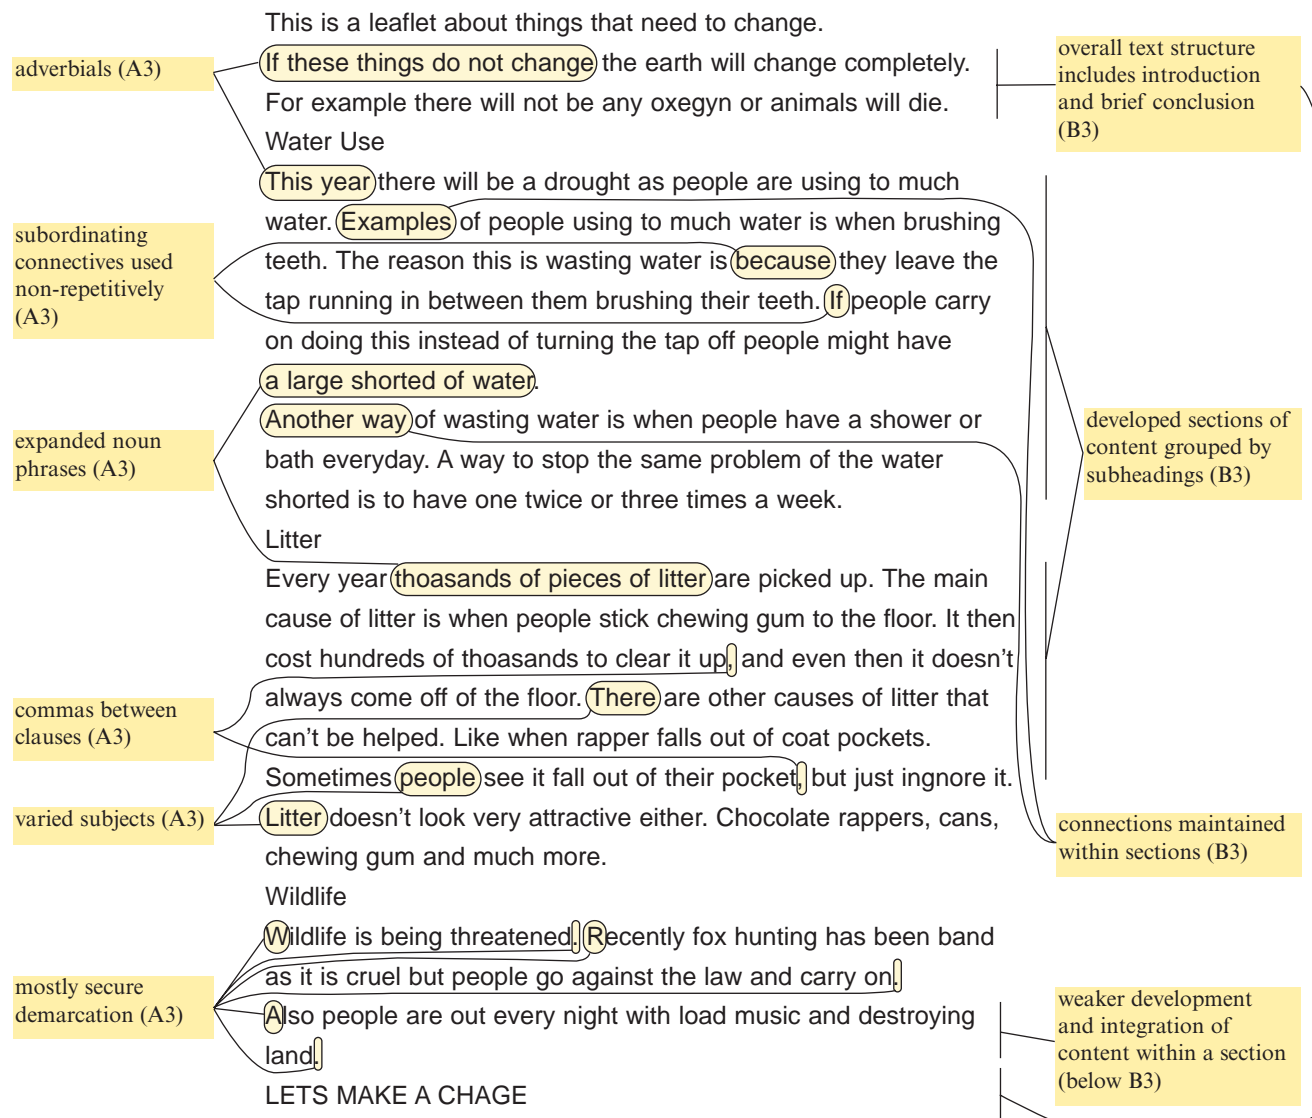 This is a leaflet about things that need to change.
adverbials (A3)
If these things do not change the earth will change completely.
For example there will not be any oxegyn or animals will die.
overall text structure
includes introduction
and brief conclusion
(B3)
Water Use
This year there will be a drought as people are using to much
water. Examples of people using to much water is when brushing
teeth. The reason this is wasting water is because they leave the
tap running in between them brushing their teeth. If people carry
on doing this instead of turning the tap off people might have
a large shorted of water.
subordinating
connectives used
non-repetitively
(A3)
Another way of wasting water is when people have a shower or
bath everyday. A way to stop the same problem of the water
shorted is to have one twice or three times a week.
expanded noun
phrases (A3)
developed sections of
content grouped by
subheadings (B3)
Litter
Every year thoasands of pieces of litter are picked up. The main
cause of litter is when people stick chewing gum to the floor. It then
cost hundreds of thoasands to clear it up, and even then it doesn't
always come off of the floor. There are other causes of litter that
can't be helped. Like when rapper falls out of coat pockets.
Sometimes people see it fall out of their pocket, but just ingnore it.
Litter doesn't look very attractive either. Chocolate rappers, cans,
chewing gum and much more.
commas between
clauses (A3)
varied subjects (A3)
connections maintained
within sections (B3)
Wildlife
Wildlife is being threatened. Recently fox hunting has been band
as it is cruel but people go against the law and carry on.
Also people are out every night with load music and destroying
land.
mostly secure
demarcation (A3)
weaker development
and integration of
content within a section
(below B3)
LETS MAKE A CHAGE